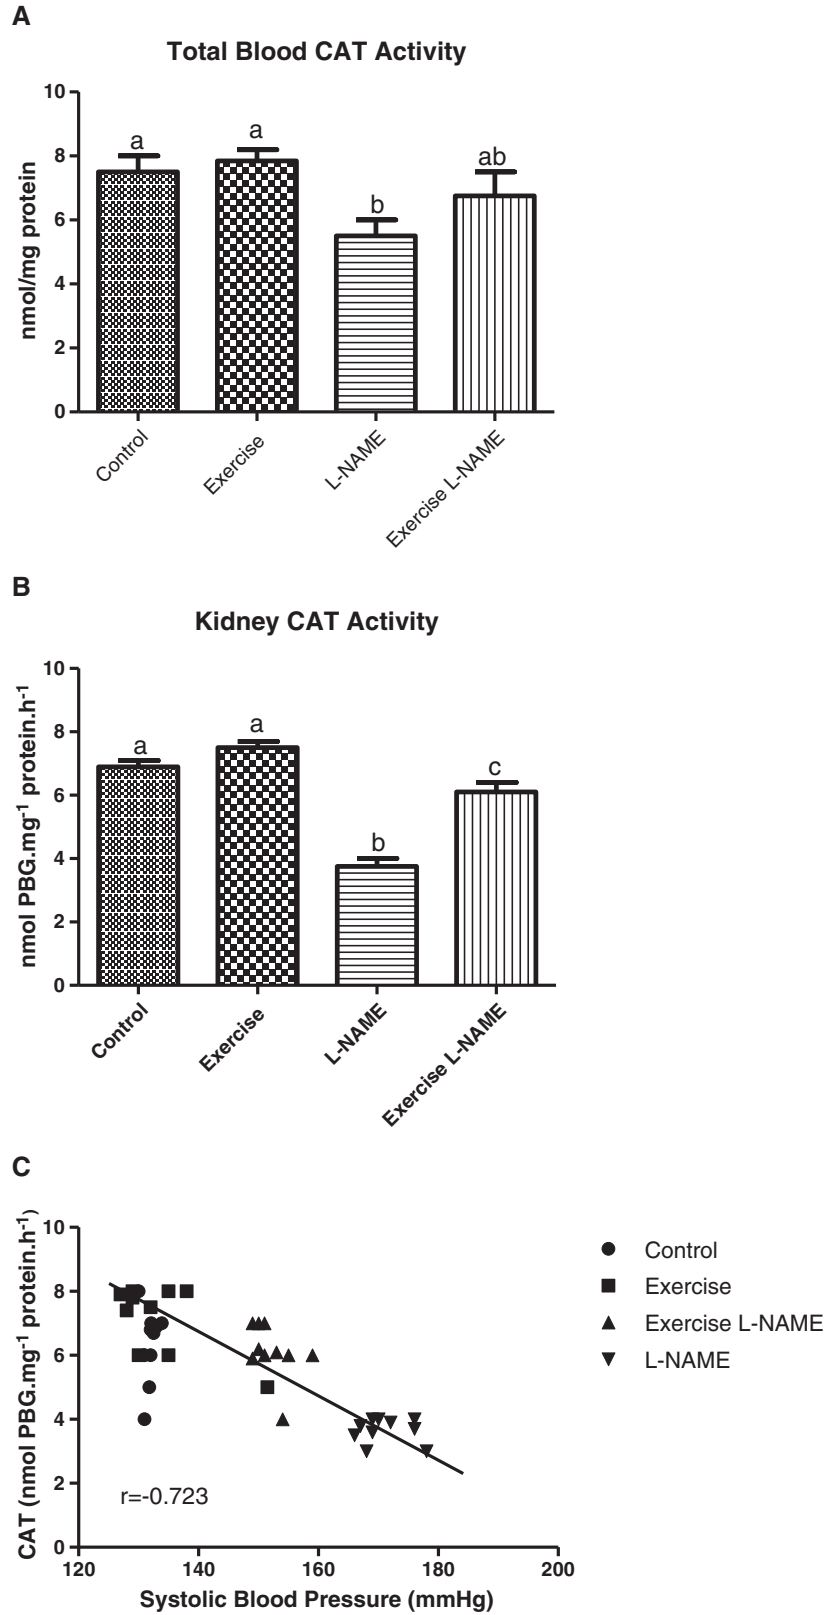 A
Total Blood CAT Activity
nmol/mg protein
10
8
6
4
2
0
a
a
b
ab
Control
Exercise
L-NAME
Exercise L-NAME
B
Kidney CAT Activity
nmol PBG.mg⁻¹ protein.h⁻¹
10
8
6
4
2
0
a
a
b
c
Control
Exercise
L-NAME
Exercise L-NAME
C
CAT (nmol PBG.mg⁻¹ protein.h⁻¹)
10
8
6
4
2
0
r=-0.723
120
140
160
180
200
Systolic Blood Pressure (mmHg)
Control
Exercise
Exercise L-NAME
L-NAME